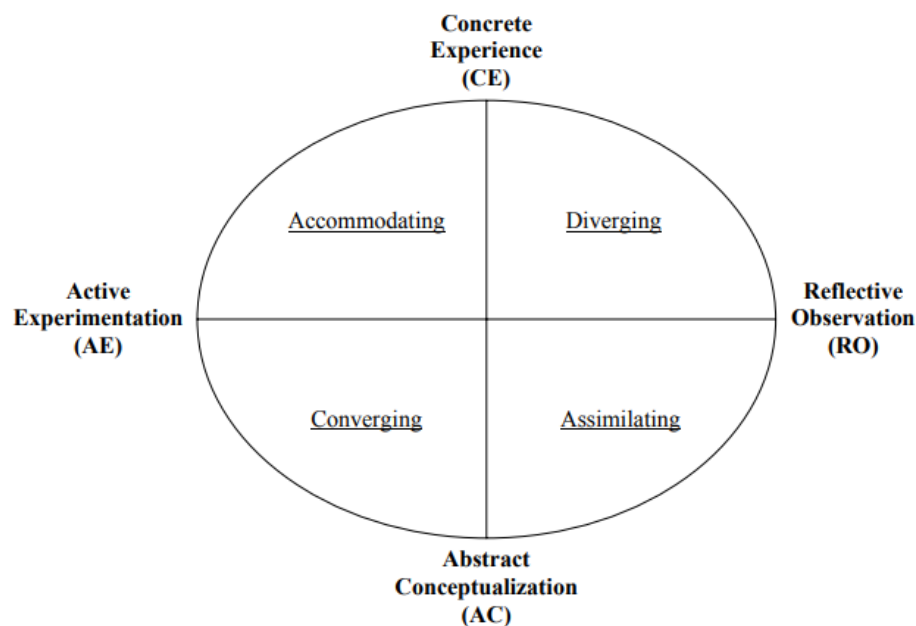 Concrete
Experience
(CE)
Accommodating
Diverging
Active
Experimentation
(AE)
Reflective
Observation
(RO)
Converging
Assimilating
Abstract
Conceptualization
(AC)